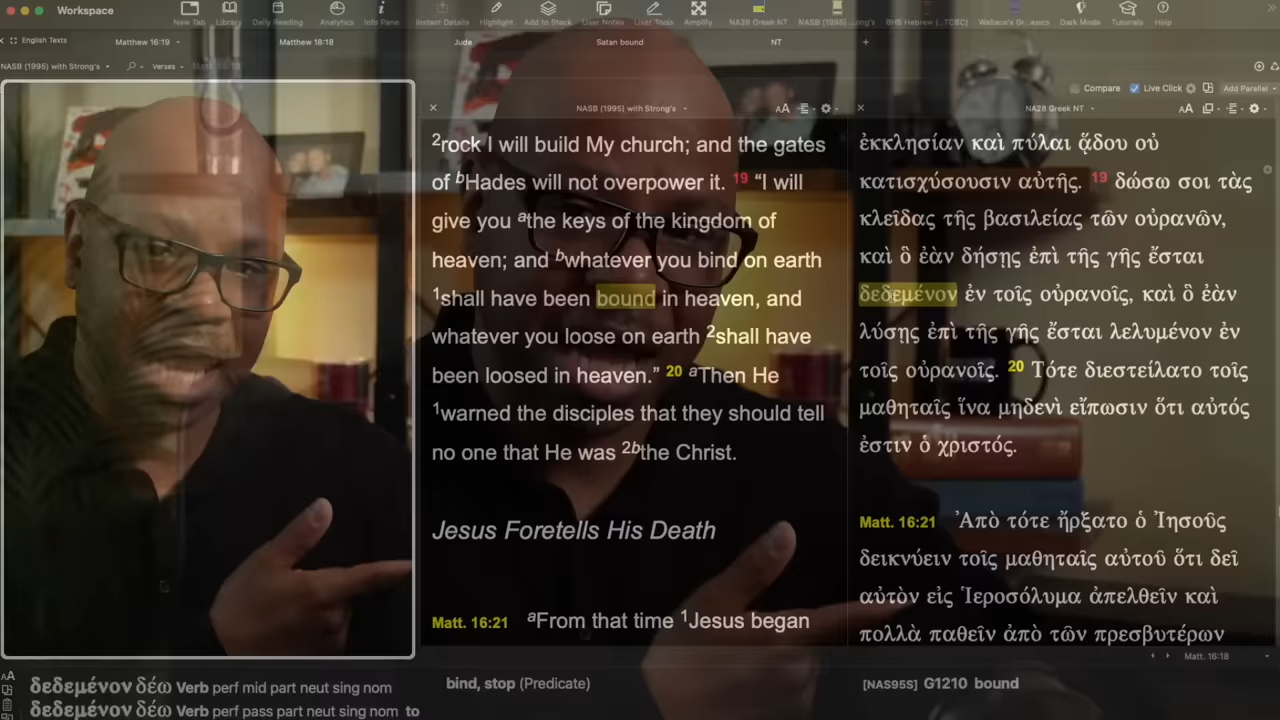 Workspace
New Tab
Library
Daily Reading
Analytics
Info Pane
Instant Details
Highlight
Add to Stack
User Notes
User Tools
Amplify
NA28 Greek NT
Dark Mode
Tutorials
Help
English Texts
Matthew 16:19
Matthew 18:18
Jude
Satan bound
NT
+
NASB (1995) with Strong's
Verses
Compare
Live Click
Add Parallel
NASB (1995) with Strong's
2rock I will build My church; and the gates
of bHades will not overpower it. 19 “I will
give you athe keys of the kingdom of
heaven; and bwhatever you bind on earth
1shall have been bound in heaven, and
whatever you loose on earth 2shall have
been loosed in heaven.” 20 aThen He
1warned the disciples that they should tell
no one that He was 2bthe Christ.
Jesus Foretells His Death
Matt. 16:21 aFrom that time 1Jesus began
NA28 Greek NT
ἐκκλησίαν καὶ πύλαι ᾅδου οὐ
κατισχύσουσιν αὐτῆς. 19 δώσω σοι τὰς
κλεῖδας τῆς βασιλείας τῶν οὐρανῶν,
καὶ ὃ ἐὰν δήσῃς ἐπὶ τῆς γῆς ἔσται
δεδεμένον ἐν τοῖς οὐρανοῖς, καὶ ὃ ἐὰν
λύσῃς ἐπὶ τῆς γῆς ἔσται λελυμένον ἐν
τοῖς οὐρανοῖς. 20 Τότε διεστείλατο τοῖς
μαθηταῖς ἵνα μηδενὶ εἴπωσιν ὅτι αὐτός
ἐστιν ὁ χριστός.
Matt. 16:21 Ἀπὸ τότε ἤρξατο ὁ Ἰησοῦς
δεικνύειν τοῖς μαθηταῖς αὐτοῦ ὅτι δεῖ
αὐτὸν εἰς Ἱεροσόλυμα ἀπελθεῖν καὶ
πολλὰ παθεῖν ἀπὸ τῶν πρεσβυτέρων
Matt. 16:18
δεδεμένον δέω Verb perf mid part neut sing nom
bind, stop (Predicate)
[NAS95S] G1210 bound
δεδεμένον δέω Verb perf pass part neut sing nom to